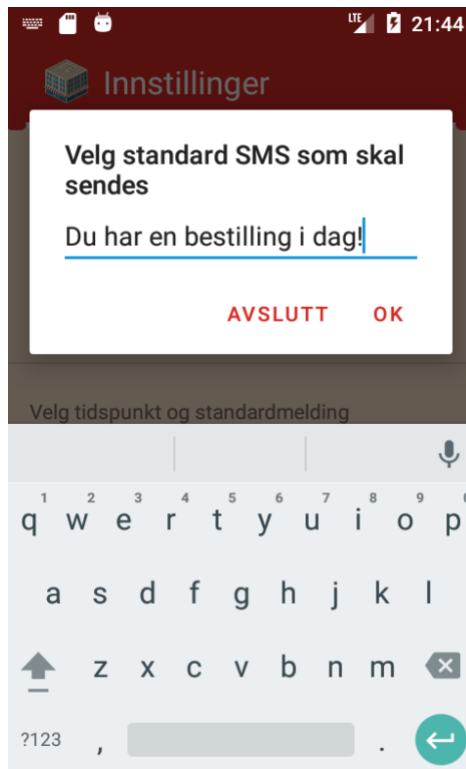 LTE 21:44
Innstillinger
Velg standard SMS som skal
sendes
Du har en bestilling i dag!
AVSLUTT OK
Velg tidspunkt og standardmelding
1 2 3 4 5 6 7 8 9
q w e r t y u i o p
a s d f g h j k l
z x c v b n m
?123 , .